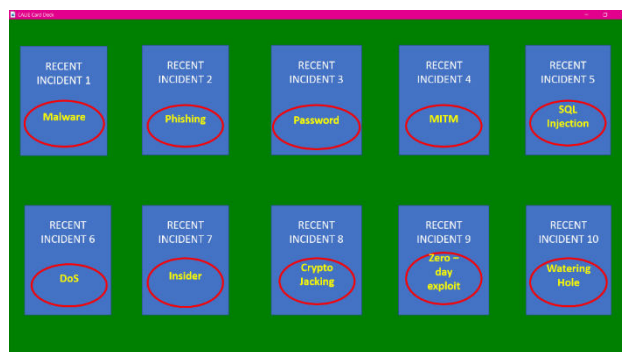 CALIE Card Deck
RECENT
INCIDENT 1
Malware
RECENT
INCIDENT 2
Phishing
RECENT
INCIDENT 3
Password
RECENT
INCIDENT 4
MITM
RECENT
INCIDENT 5
SQL
Injection
RECENT
INCIDENT 6
DoS
RECENT
INCIDENT 7
Insider
RECENT
INCIDENT 8
Crypto
Jacking
RECENT
INCIDENT 9
Zero –
day
exploit
RECENT
INCIDENT 10
Watering
Hole